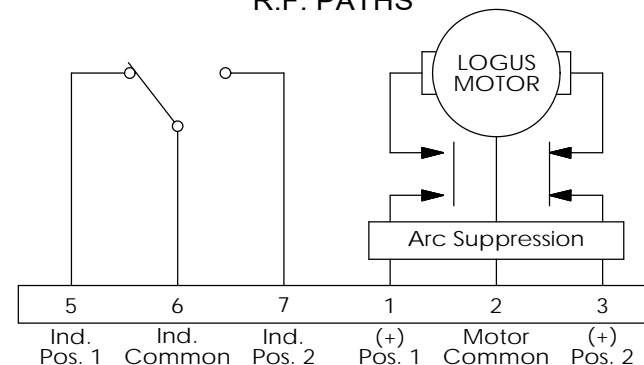 R.F. PATHS
LOGUS
MOTOR
Arc Suppression
5 6 7 1 2 3
Ind. Ind. Ind. (+) Motor (+)
Pos. 1 Common Pos. 2 Pos. 1 Common Pos. 2